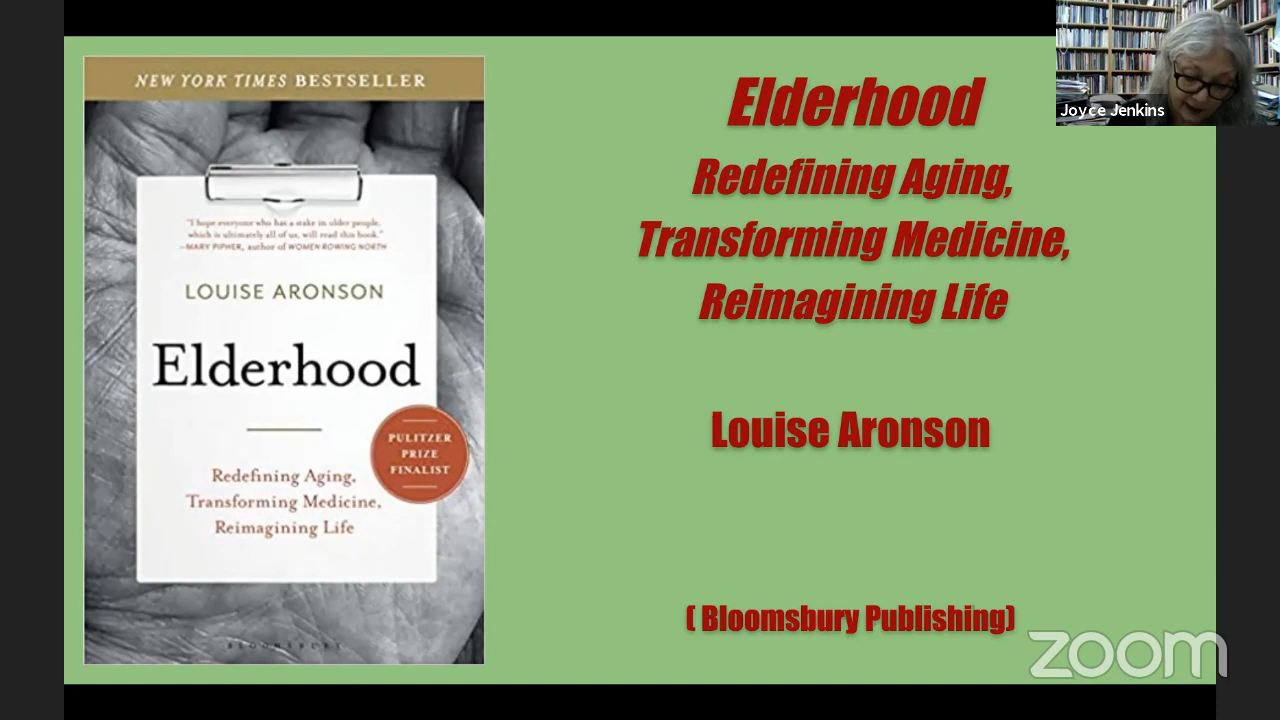 NEW YORK TIMES BESTSELLER
"I hope everyone who has a stake in older people,
which is ultimately all of us, will read this book."
—MARY PIPHER, author of WOMEN ROWING NORTH
LOUISE ARONSON
Elderhood
PULITZER
PRIZE
FINALIST
Redefining Aging,
Transforming Medicine,
Reimagining Life
BLOOMSBURY
Elderhood
Redefining Aging,
Transforming Medicine,
Reimagining Life
Louise Aronson
( Bloomsbury Publishing)
Joyce Jenkins
zoom